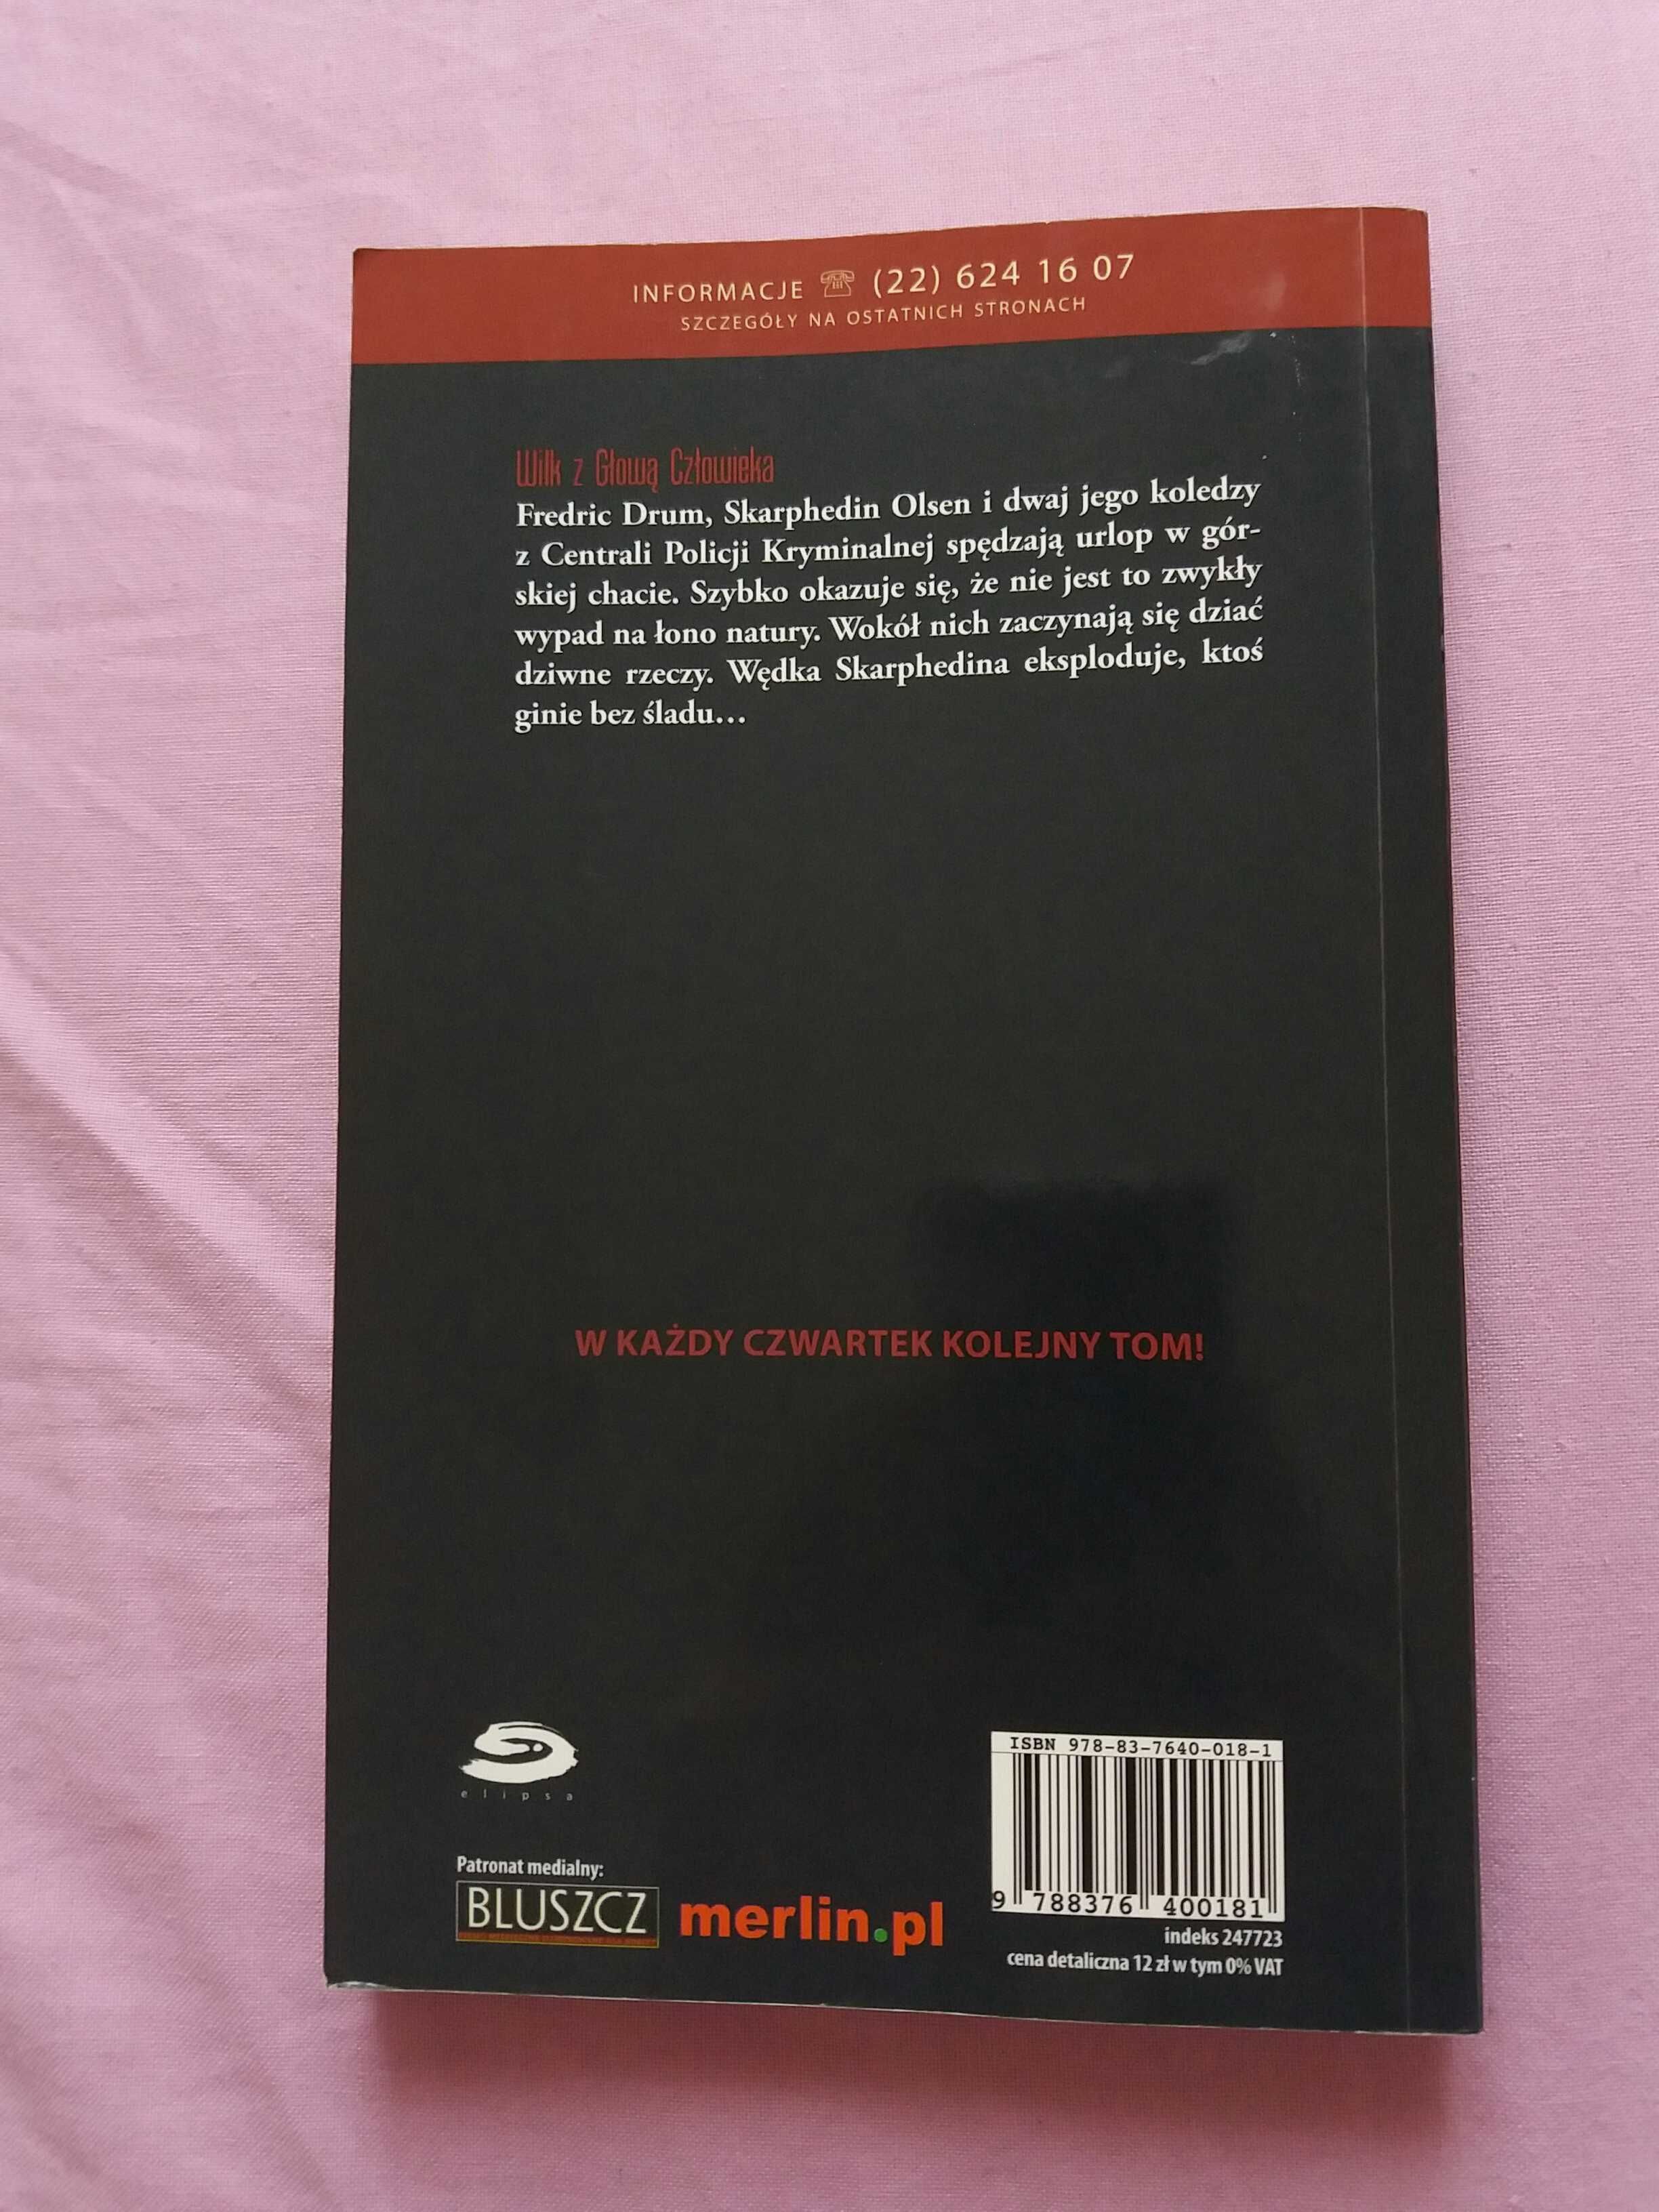 INFORMACJE ☏ (22) 624 16 07
SZCZEGÓŁY NA OSTATNICH STRONACH
Wilk z Głową Człowieka
Fredric Drum, Skarphedin Olsen i dwaj jego koledzy
z Centrali Policji Kryminalnej spędzają urlop w gór-
skiej chacie. Szybko okazuje się, że nie jest to zwykły
wypad na łono natury. Wokół nich zaczynają się dziać
dziwne rzeczy. Wędka Skarphedina eksploduje, ktoś
ginie bez śladu...
W KAŻDY CZWARTEK KOLEJNY TOM!
elipsa
Patronat medialny:
BLUSZCZ
merlin.pl
ISBN 978-83-7640-018-1
9 788376 400181
indeks 247723
cena detaliczna 12 zł w tym 0% VAT